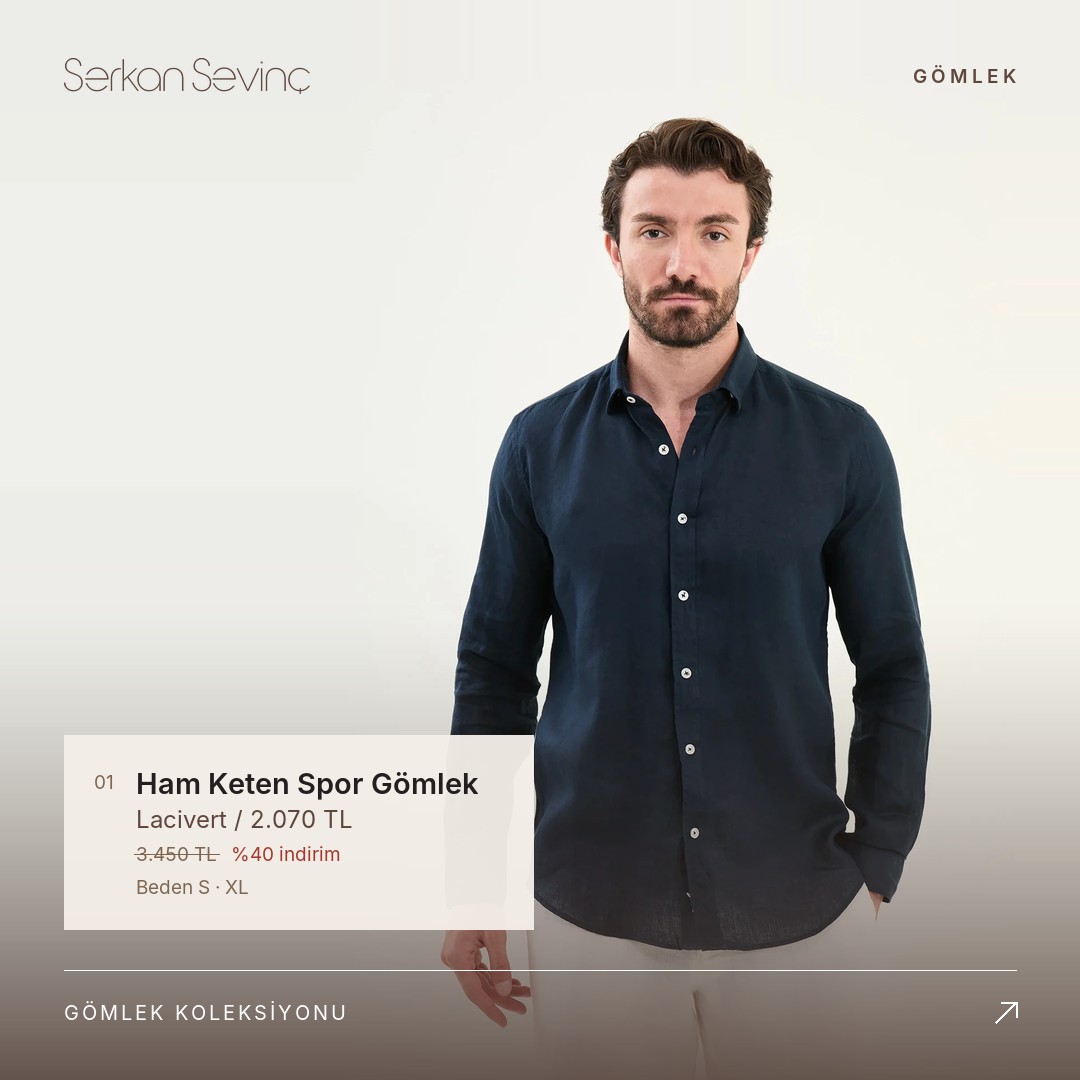 Serkan Sevinç
GÖMLEK
01
Ham Keten Spor Gömlek
Lacivert / 2.070 TL
3.450 TL %40 indirim
Beden S · XL
GÖMLEK KOLEKSİYONU